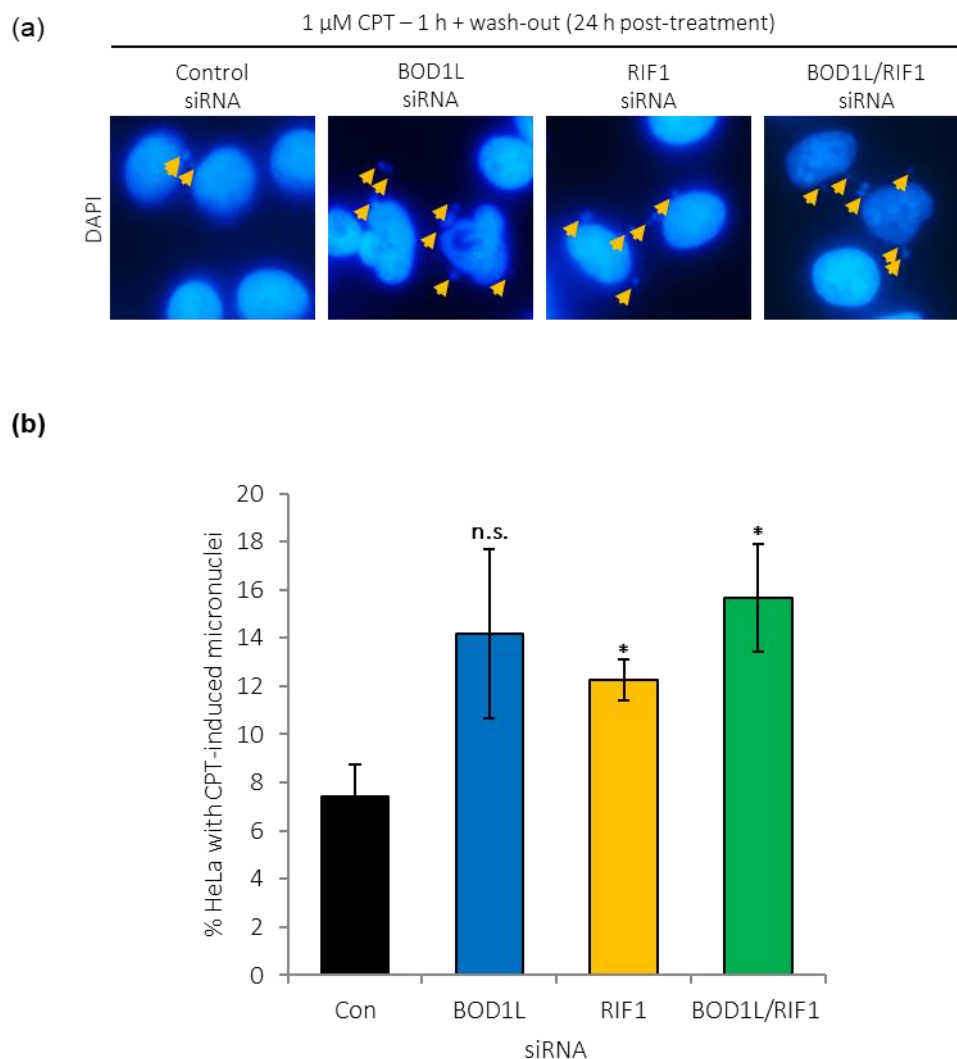 (a)
1 µM CPT – 1 h + wash-out (24 h post-treatment)
Control
siRNA
BOD1L
siRNA
RIF1
siRNA
BOD1L/RIF1
siRNA
DAPI
(b)
% HeLa with CPT-induced micronuclei
20
18
16
14
12
10
8
6
4
2
0
n.s.
*
*
Con
BOD1L
RIF1
BOD1L/RIF1
siRNA